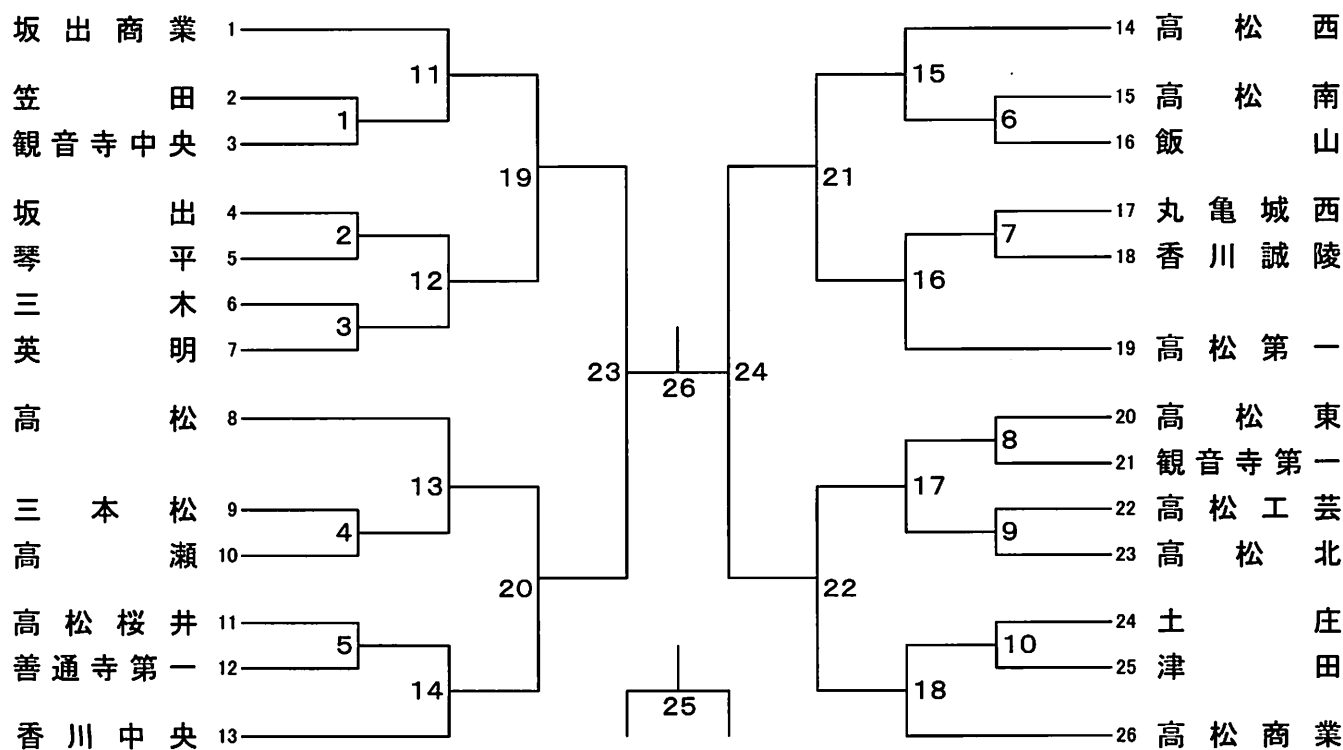 坂出商業 1
11
笠田 2
1
観音寺中央 3
19
坂出 4
2
琴平 5
12
三木 6
3
英明 7
23
高松 8
13
三本松 9
4
高瀬 10
20
高松桜井 11
5
善通寺第一 12
14
香川中央 13
26
25
14 高松西
15
15 高松南
6
16 飯山
21
17 丸亀城西
7
18 香川誠陵
16
19 高松第一
24
20 高松東
8
21 観音寺第一
17
22 高松工芸
9
23 高松北
22
24 土庄
10
25 津田
18
26 高松商業